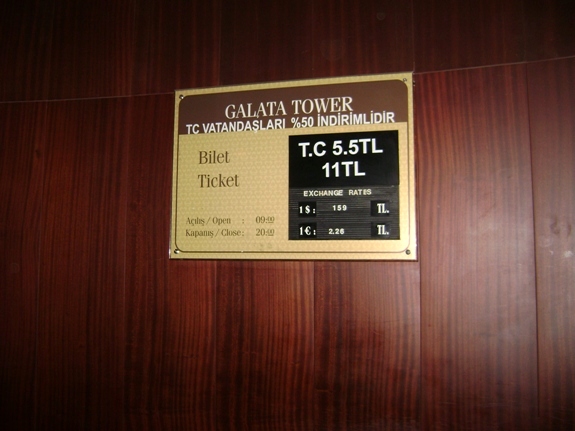 GALATA TOWER
TC VATANDAŞLARI %50 İNDİRİMLİDİR
Bilet
Ticket
T.C 5.5TL
11TL
EXCHANGE RATES
1 $ : 159 TL.
1 € : 2.26 TL.
Açılış / Open : 09:00
Kapanış / Close : 20:00